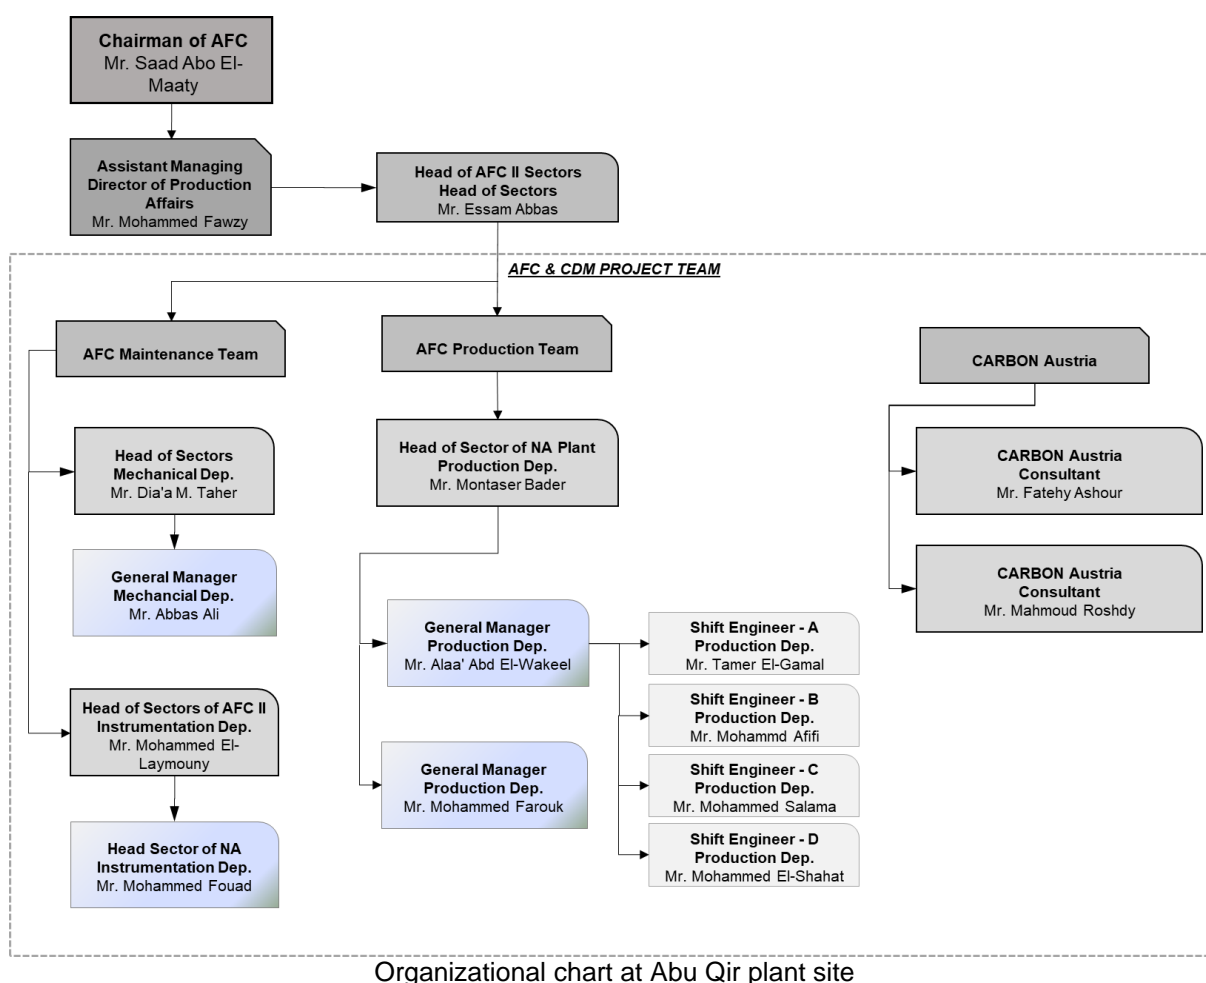 Chairman of AFC
Mr. Saad Abo El-
Maaty
Assistant Managing
Director of Production
Affairs
Mr. Mohammed Fawzy
Head of AFC II Sectors
Head of Sectors
Mr. Essam Abbas
AFC & CDM PROJECT TEAM
AFC Maintenance Team
AFC Production Team
CARBON Austria
Head of Sectors
Mechanical Dep.
Mr. Dia'a M. Taher
General Manager
Mechancial Dep.
Mr. Abbas Ali
Head of Sectors of AFC II
Instrumentation Dep.
Mr. Mohammed El-
Laymouny
Head Sector of NA
Instrumentation Dep.
Mr. Mohammed Fouad
Head of Sector of NA Plant
Production Dep.
Mr. Montaser Bader
General Manager
Production Dep.
Mr. Alaa' Abd El-Wakeel
General Manager
Production Dep.
Mr. Mohammed Farouk
Shift Engineer - A
Production Dep.
Mr. Tamer El-Gamal
Shift Engineer - B
Production Dep.
Mr. Mohammd Afifi
Shift Engineer - C
Production Dep.
Mr. Mohammed Salama
Shift Engineer - D
Production Dep.
Mr. Mohammed El-Shahat
CARBON Austria
Consultant
Mr. Fatehy Ashour
CARBON Austria
Consultant
Mr. Mahmoud Roshdy
Organizational chart at Abu Qir plant site